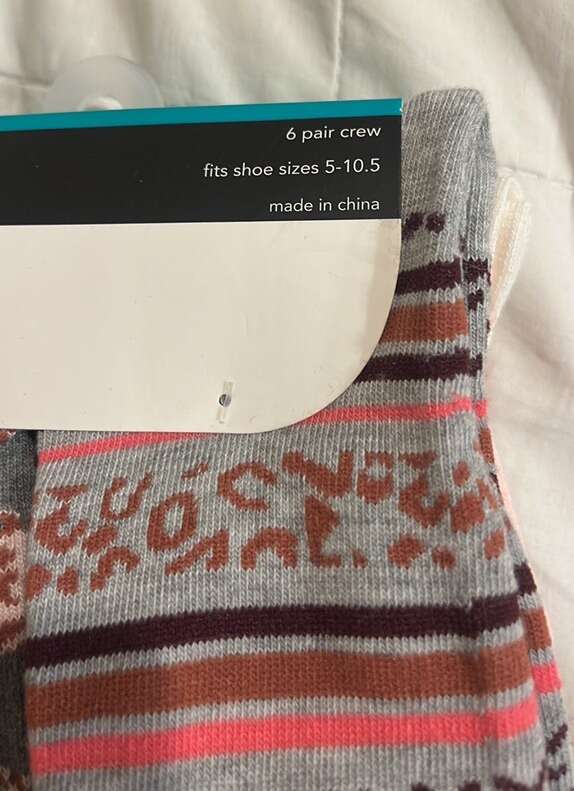 6 pair crew
fits shoe sizes 5-10.5
made in china